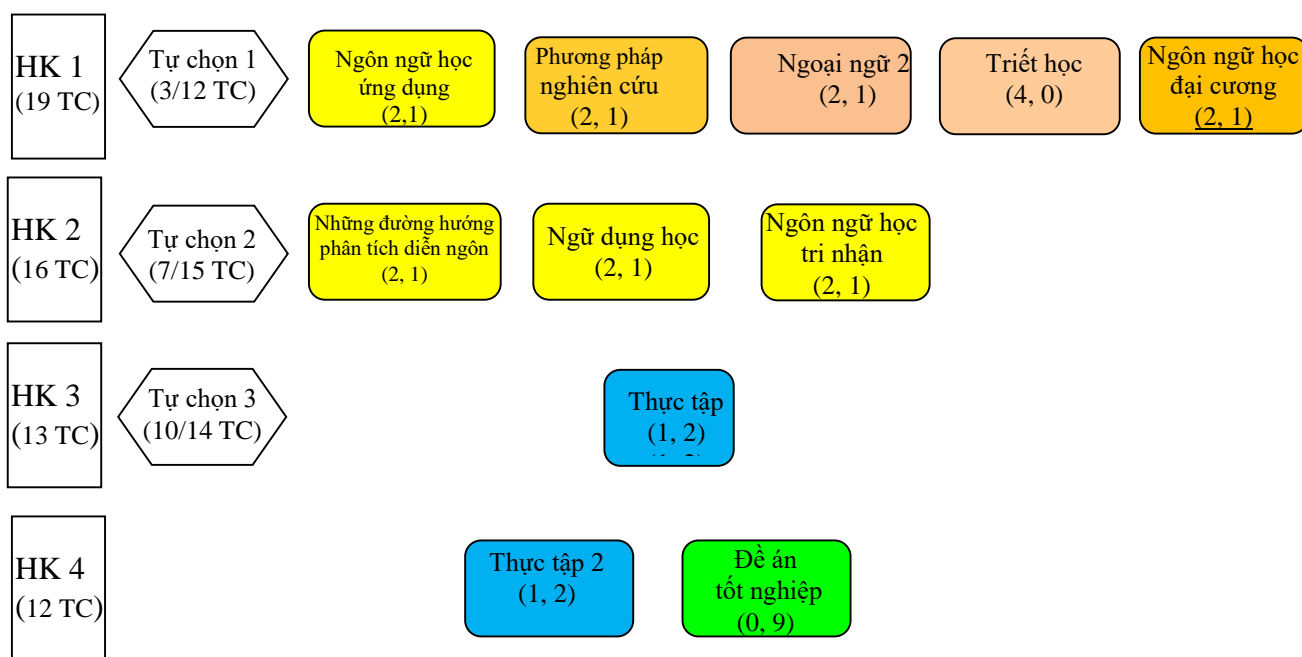 HK 1
(19 TC)
Tự chọn 1
(3/12 TC)
Ngôn ngữ học
ứng dụng
(2,1)
Phương pháp
nghiên cứu
(2, 1)
Ngoại ngữ 2
(2, 1)
Triết học
(4, 0)
Ngôn ngữ học
đại cương
(2, 1)
HK 2
(16 TC)
Tự chọn 2
(7/15 TC)
Những đường hướng
phân tích diễn ngôn
(2, 1)
Ngữ dụng học
(2, 1)
Ngôn ngữ học
tri nhận
(2, 1)
HK 3
(13 TC)
Tự chọn 3
(10/14 TC)
Thực tập
(1, 2)
HK 4
(12 TC)
Thực tập 2
(1, 2)
Đề án
tốt nghiệp
(0, 9)